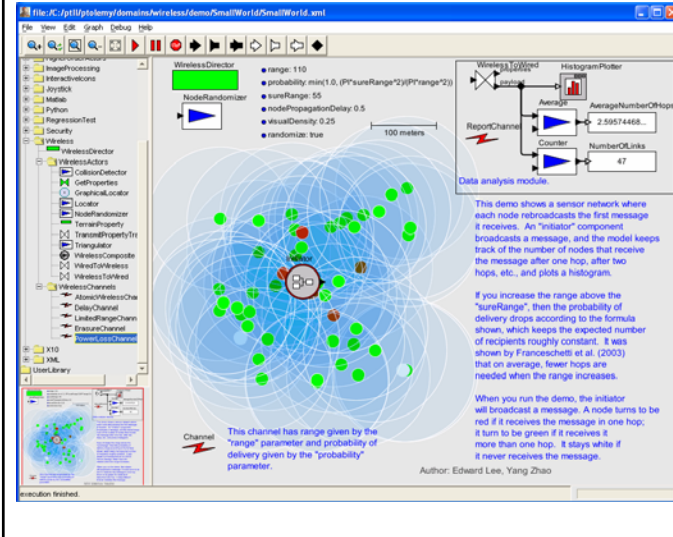 file:/C:/ptII/ptolemy/domains/wireless/demo/SmallWorld/SmallWorld.xml
File View Edit Graph Debug Help
ImageProcessing
InteractiveIcons
Joystick
Matlab
Python
RegressionTest
Security
Wireless
WirelessDirector
WirelessActors
CollisionDetector
GetProperties
GraphicalLocator
Locator
NodeRandomizer
TerrainProperty
TransmitPropertyTra
Triangulator
WirelessComposite
WiredToWireless
WirelessToWired
WirelessChannels
AtomicWirelessChan
DelayChannel
LimitedRangeChann
ErasureChannel
PowerLossChannel
X10
XML
UserLibrary
WirelessDirector
NodeRandomizer
range: 110
probability: min(1.0, (PI*sureRange^2)/(PI*range^2))
sureRange: 55
nodePropagationDelay: 0.5
visualDensity: 0.25
randomize: true
100 meters
WirelessToWired
properties
payload
HistogramPlotter
Average
AverageNumberOfHops
2.59574468...
ReportChannel
Counter
NumberOfLinks
47
Data analysis module.
This demo shows a sensor network where
each node rebroadcasts the first message
it receives. An "initiator" component
broadcasts a message, and the model keeps
track of the number of nodes that receive
the message after one hop, after two
hops, etc., and plots a histogram.
If you increase the range above the
"sureRange", then the probability of
delivery drops according to the formula
shown, which keeps the expected number
of recipients roughly constant. It was
shown by Franceschetti et al. (2003)
that on average, fewer hops are
needed when the range increases.
When you run the demo, the initiator
will broadcast a message. A node turns to be
red if it receives the message in one hop;
it turn to be green if it receives it
more than one hop. It stays white if
it never receives the message.
Channel
This channel has range given by the
"range" parameter and probability of
delivery given by the "probability"
parameter.
Author: Edward Lee, Yang Zhao
execution finished.